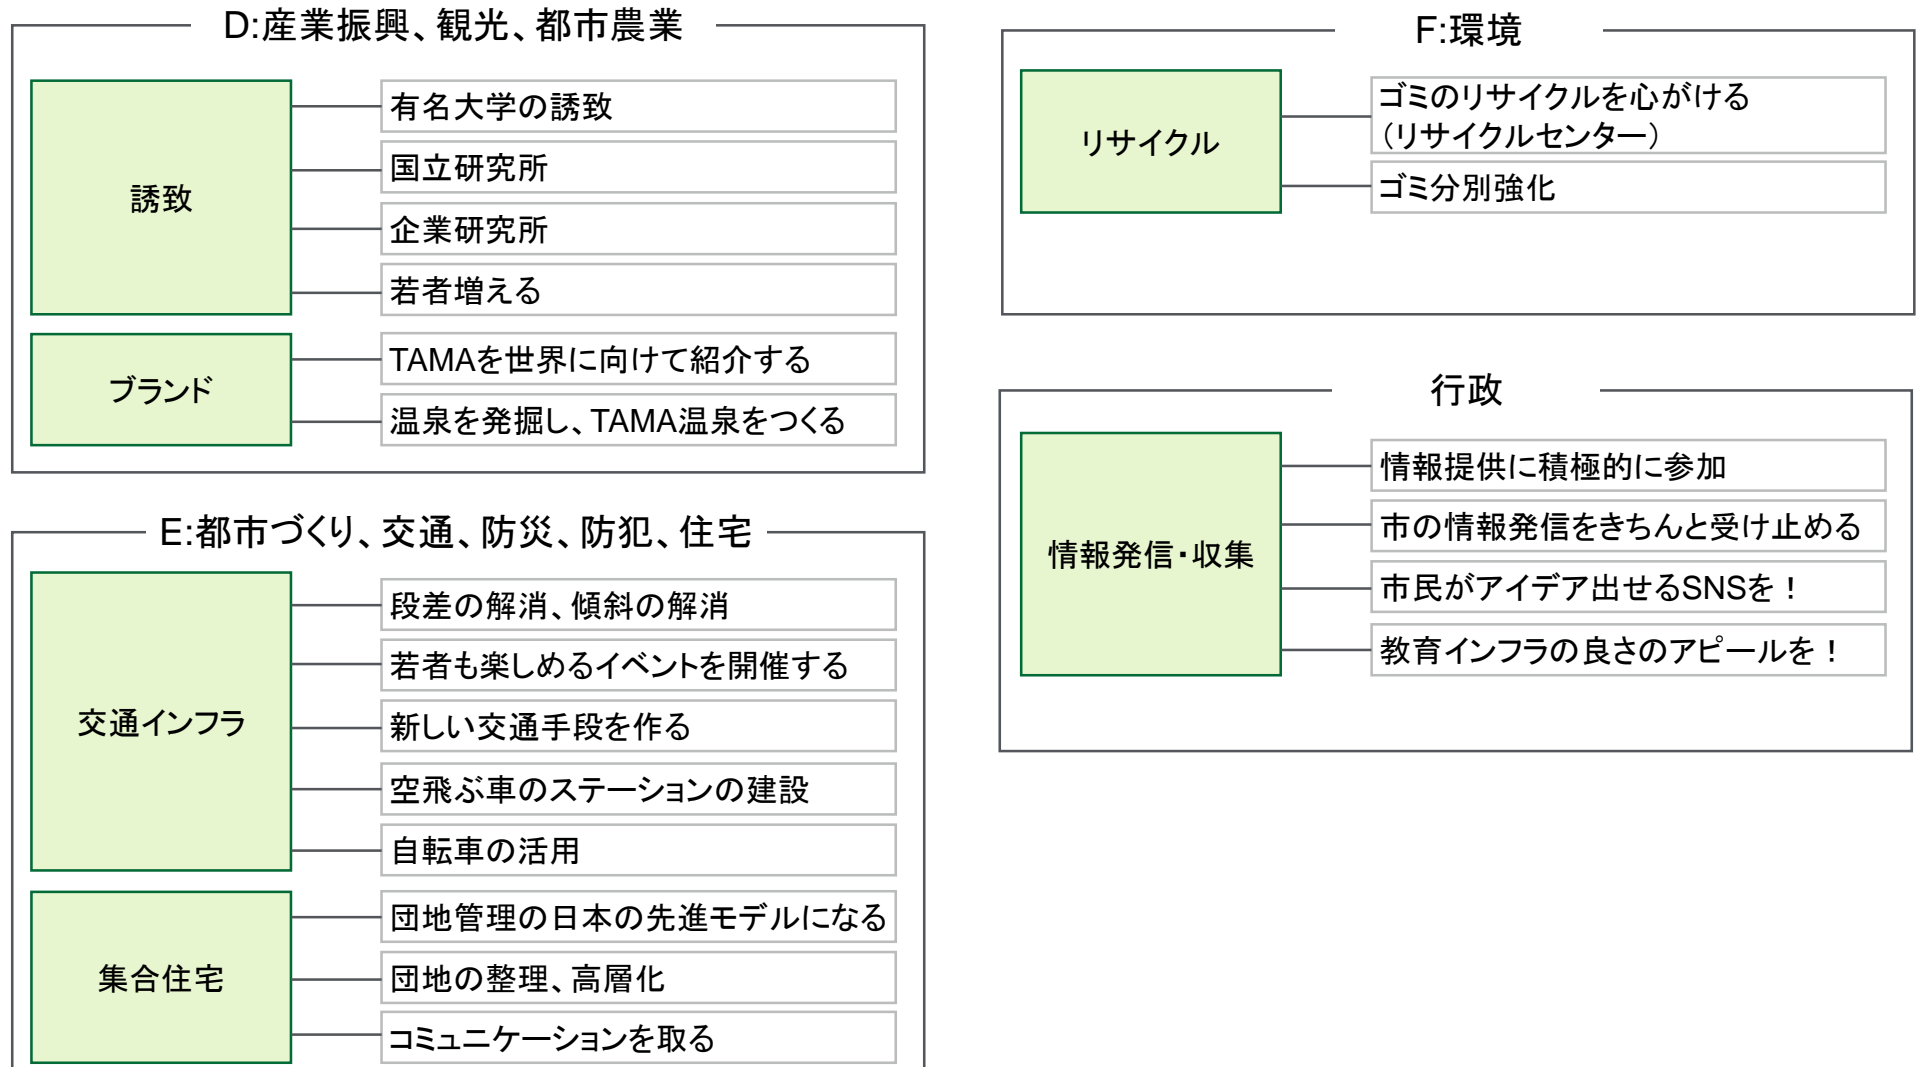 D:産業振興、観光、都市農業
誘致
有名大学の誘致
国立研究所
企業研究所
若者増える
ブランド
TAMAを世界に向けて紹介する
温泉を発掘し、TAMA温泉をつくる
E:都市づくり、交通、防災、防犯、住宅
交通インフラ
段差の解消、傾斜の解消
若者も楽しめるイベントを開催する
新しい交通手段を作る
空飛ぶ車のステーションの建設
自転車の活用
集合住宅
団地管理の日本の先進モデルになる
団地の整理、高層化
コミュニケーションを取る
F:環境
リサイクル
ゴミのリサイクルを心がける
（リサイクルセンター）
ゴミ分別強化
行政
情報発信・収集
情報提供に積極的に参加
市の情報発信をきちんと受け止める
市民がアイデア出せるSNSを！
教育インフラの良さのアピールを！